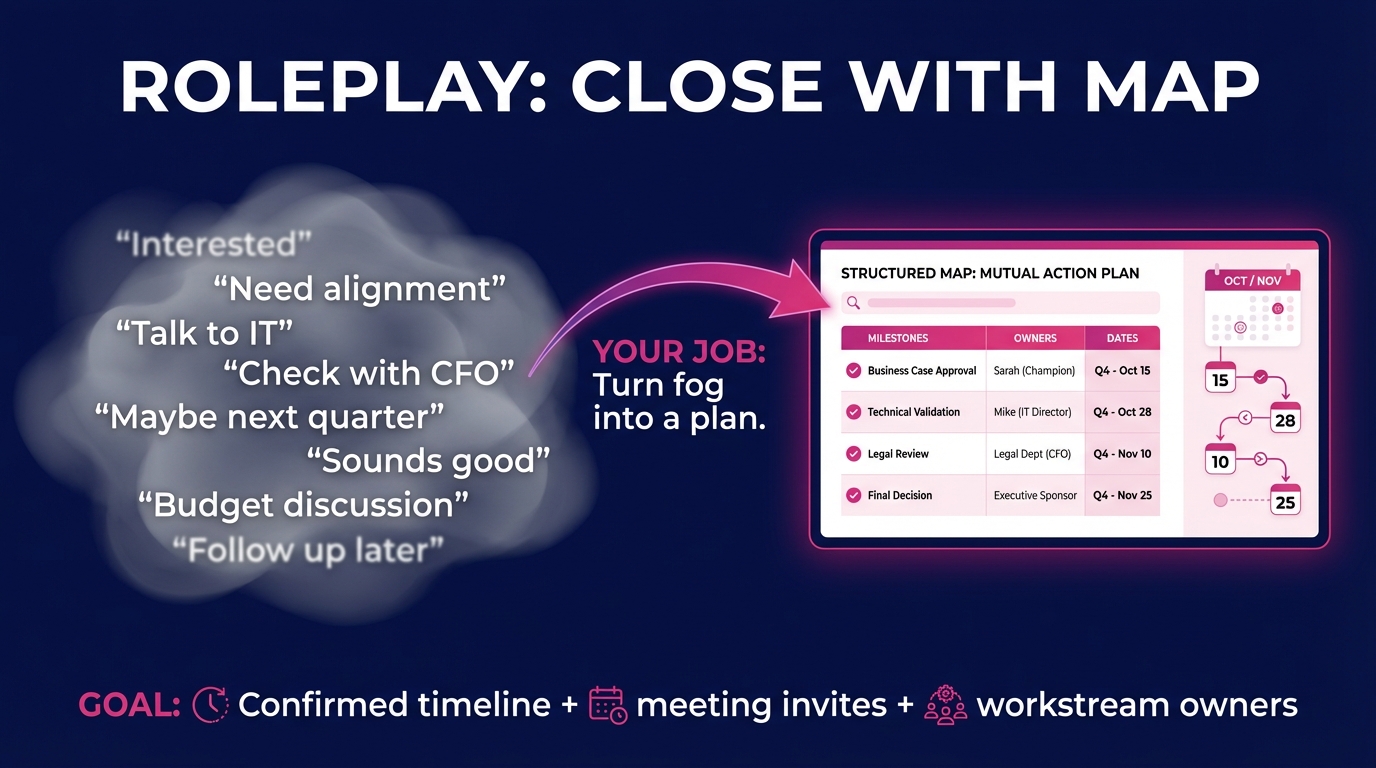 ROLEPLAY: CLOSE WITH MAP
“Interested”
“Need alignment”
“Talk to IT”
“Check with CFO”
“Maybe next quarter”
“Sounds good”
“Budget discussion”
“Follow up later”
YOUR JOB:
Turn fog
into a plan.
STRUCTURED MAP: MUTUAL ACTION PLAN
MILESTONES OWNERS DATES
Business Case Approval Sarah (Champion) Q4 - Oct 15
Technical Validation Mike (IT Director) Q4 - Oct 28
Legal Review Legal Dept (CFO) Q4 - Nov 10
Final Decision Executive Sponsor Q4 - Nov 25
OCT / NOV
15
28
10
25
GOAL: Confirmed timeline + meeting invites + workstream owners